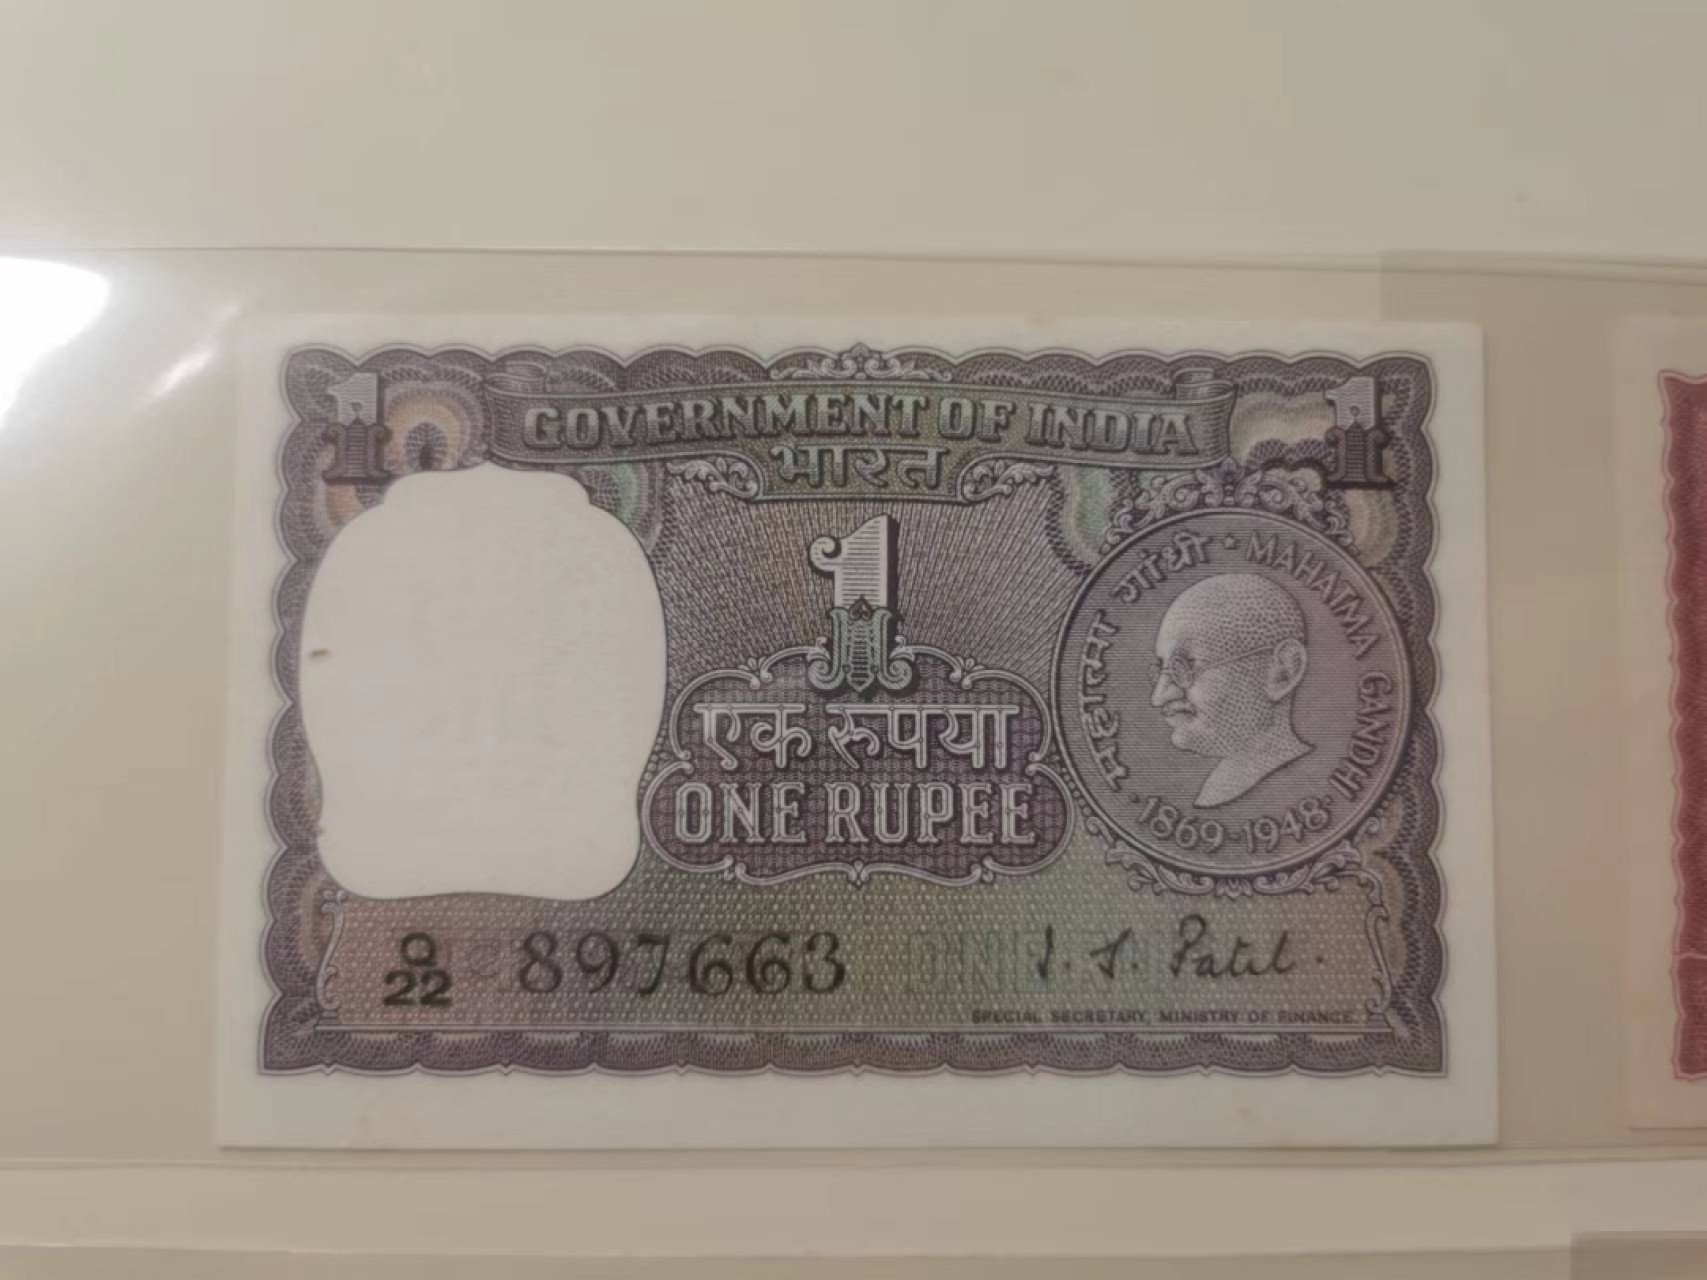 1
1
GOVERNMENT OF INDIA
भारत
1
एक रूपया
ONE RUPEE
महात्मा गांधी · MAHATMA GANDHI
· 1869-1948 ·
Q
22
897663
I. J. Patel.
SPECIAL SECRETARY, MINISTRY OF FINANCE.